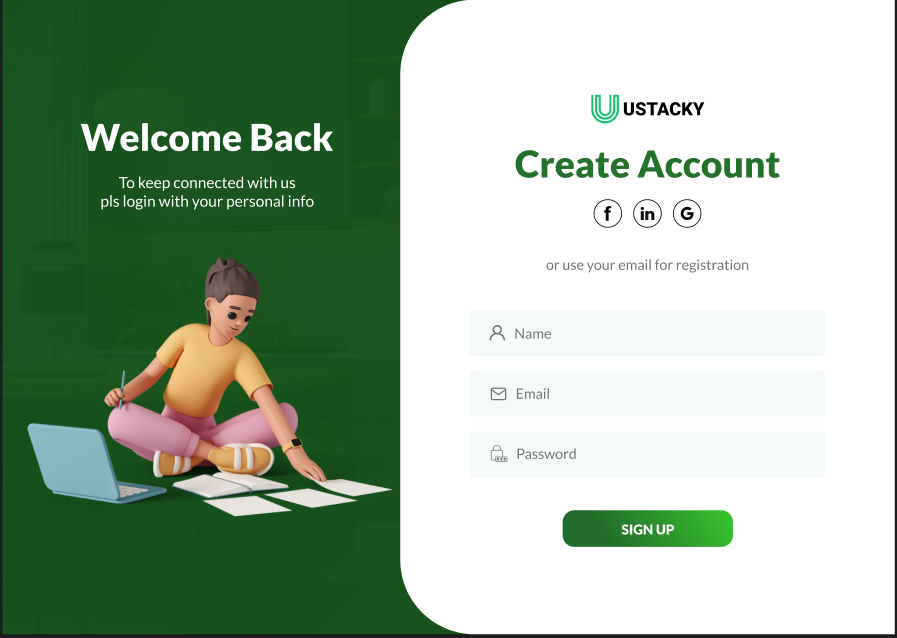 Welcome Back
To keep connected with us
pls login with your personal info
USTACKY
Create Account
f in G
or use your email for registration
Name
Email
Password
SIGN UP